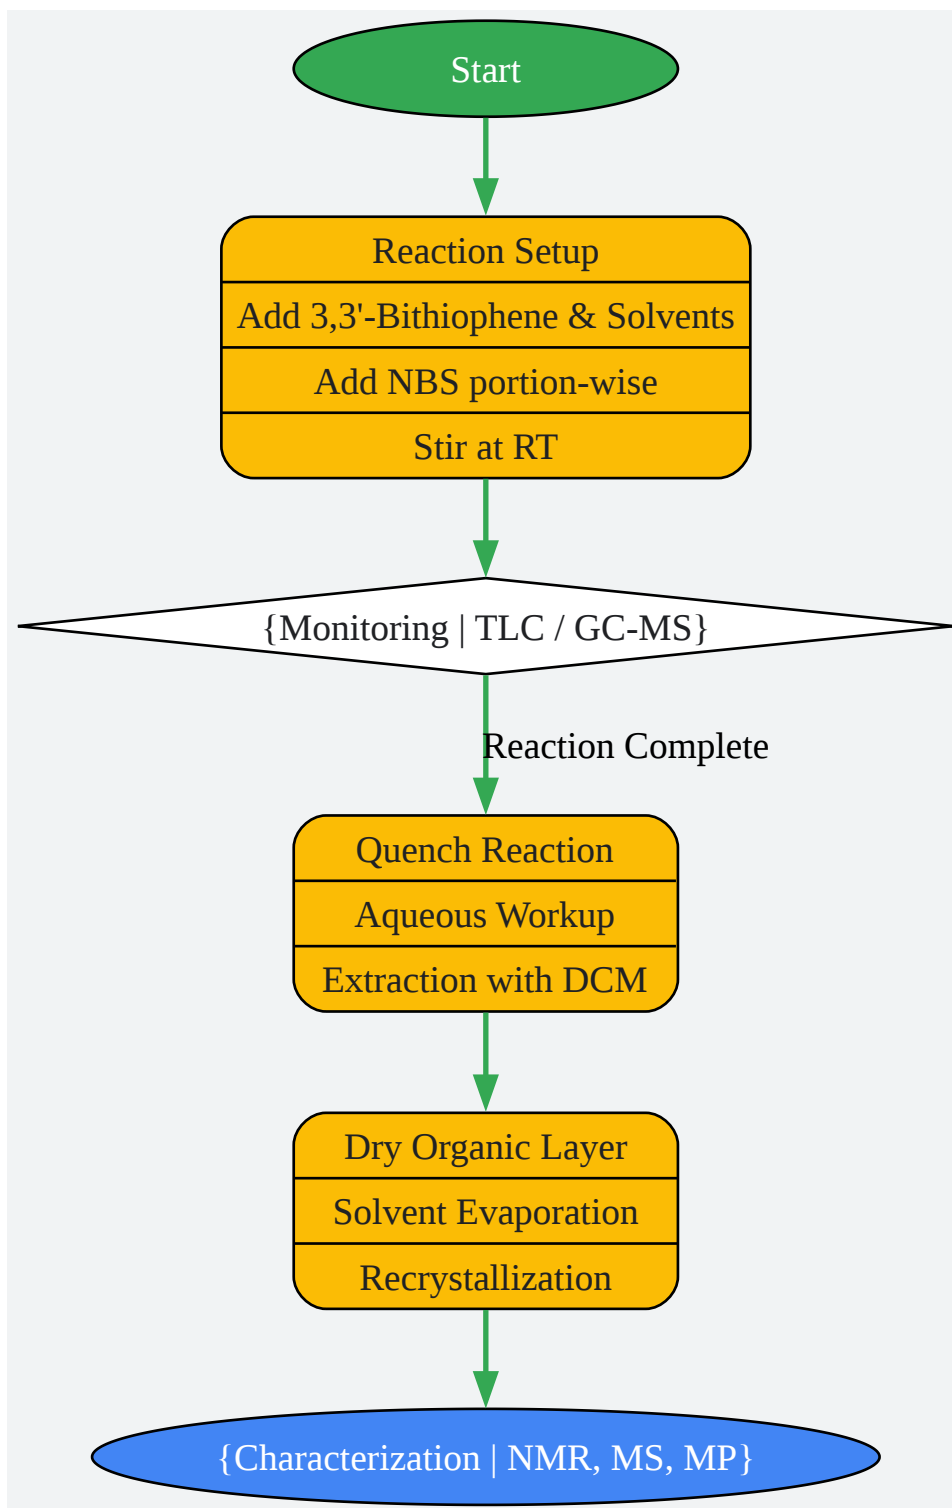 Start
Reaction Setup
Add 3,3'-Bithiophene & Solvents
Add NBS portion-wise
Stir at RT
{Monitoring | TLC / GC-MS}
Reaction Complete
Quench Reaction
Aqueous Workup
Extraction with DCM
Dry Organic Layer
Solvent Evaporation
Recrystallization
{Characterization | NMR, MS, MP}